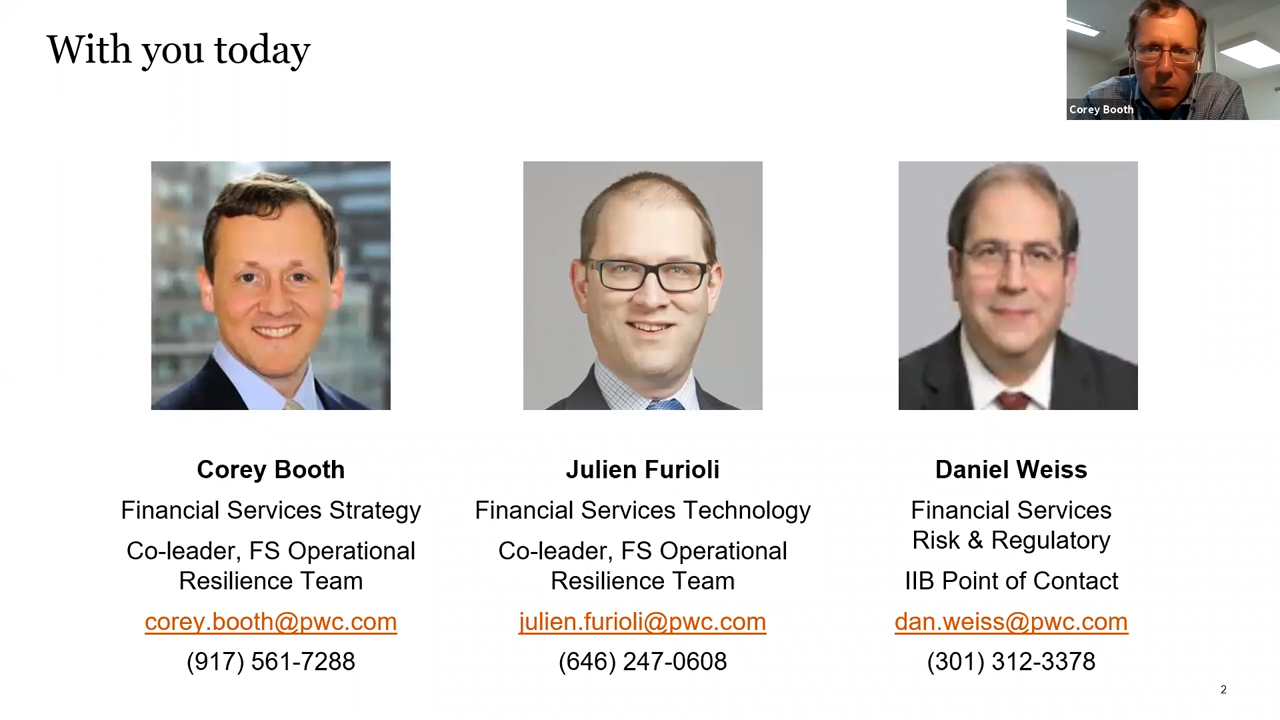 With you today
Corey Booth
Corey Booth
Financial Services Strategy
Co-leader, FS Operational
Resilience Team
corey.booth@pwc.com
(917) 561-7288
Julien Furioli
Financial Services Technology
Co-leader, FS Operational
Resilience Team
julien.furioli@pwc.com
(646) 247-0608
Daniel Weiss
Financial Services
Risk & Regulatory
IIB Point of Contact
dan.weiss@pwc.com
(301) 312-3378
2